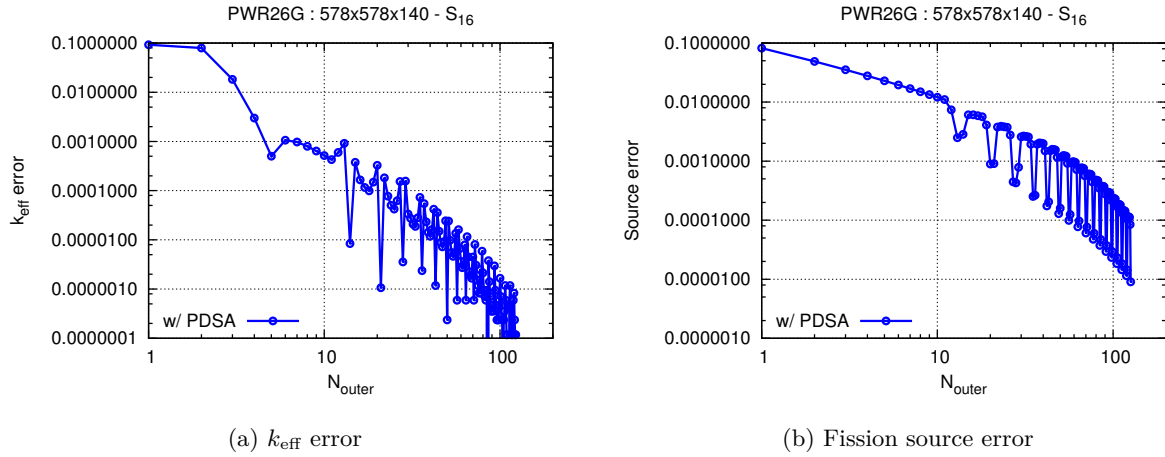 PWR26G : 578x578x140 - S16
keff error
0.1000000
0.0100000
0.0010000
0.0001000
0.0000100
0.0000010
0.0000001
w/ PDSA
1
10
100
Nouter
(a) keff error
PWR26G : 578x578x140 - S16
Source error
0.1000000
0.0100000
0.0010000
0.0001000
0.0000100
0.0000010
w/ PDSA
1
10
100
Nouter
(b) Fission source error